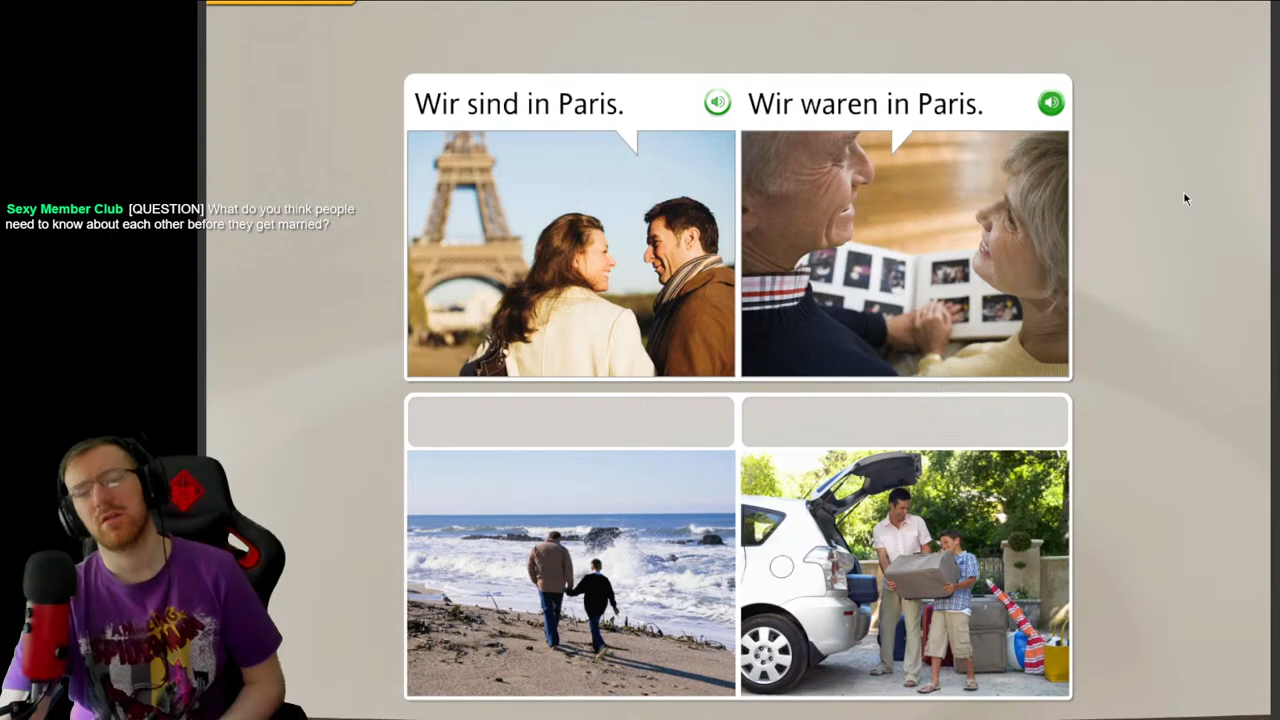 Wir sind in Paris.
Wir waren in Paris.
Sexy Member Club [QUESTION] What do you think people
need to know about each other before they get married?